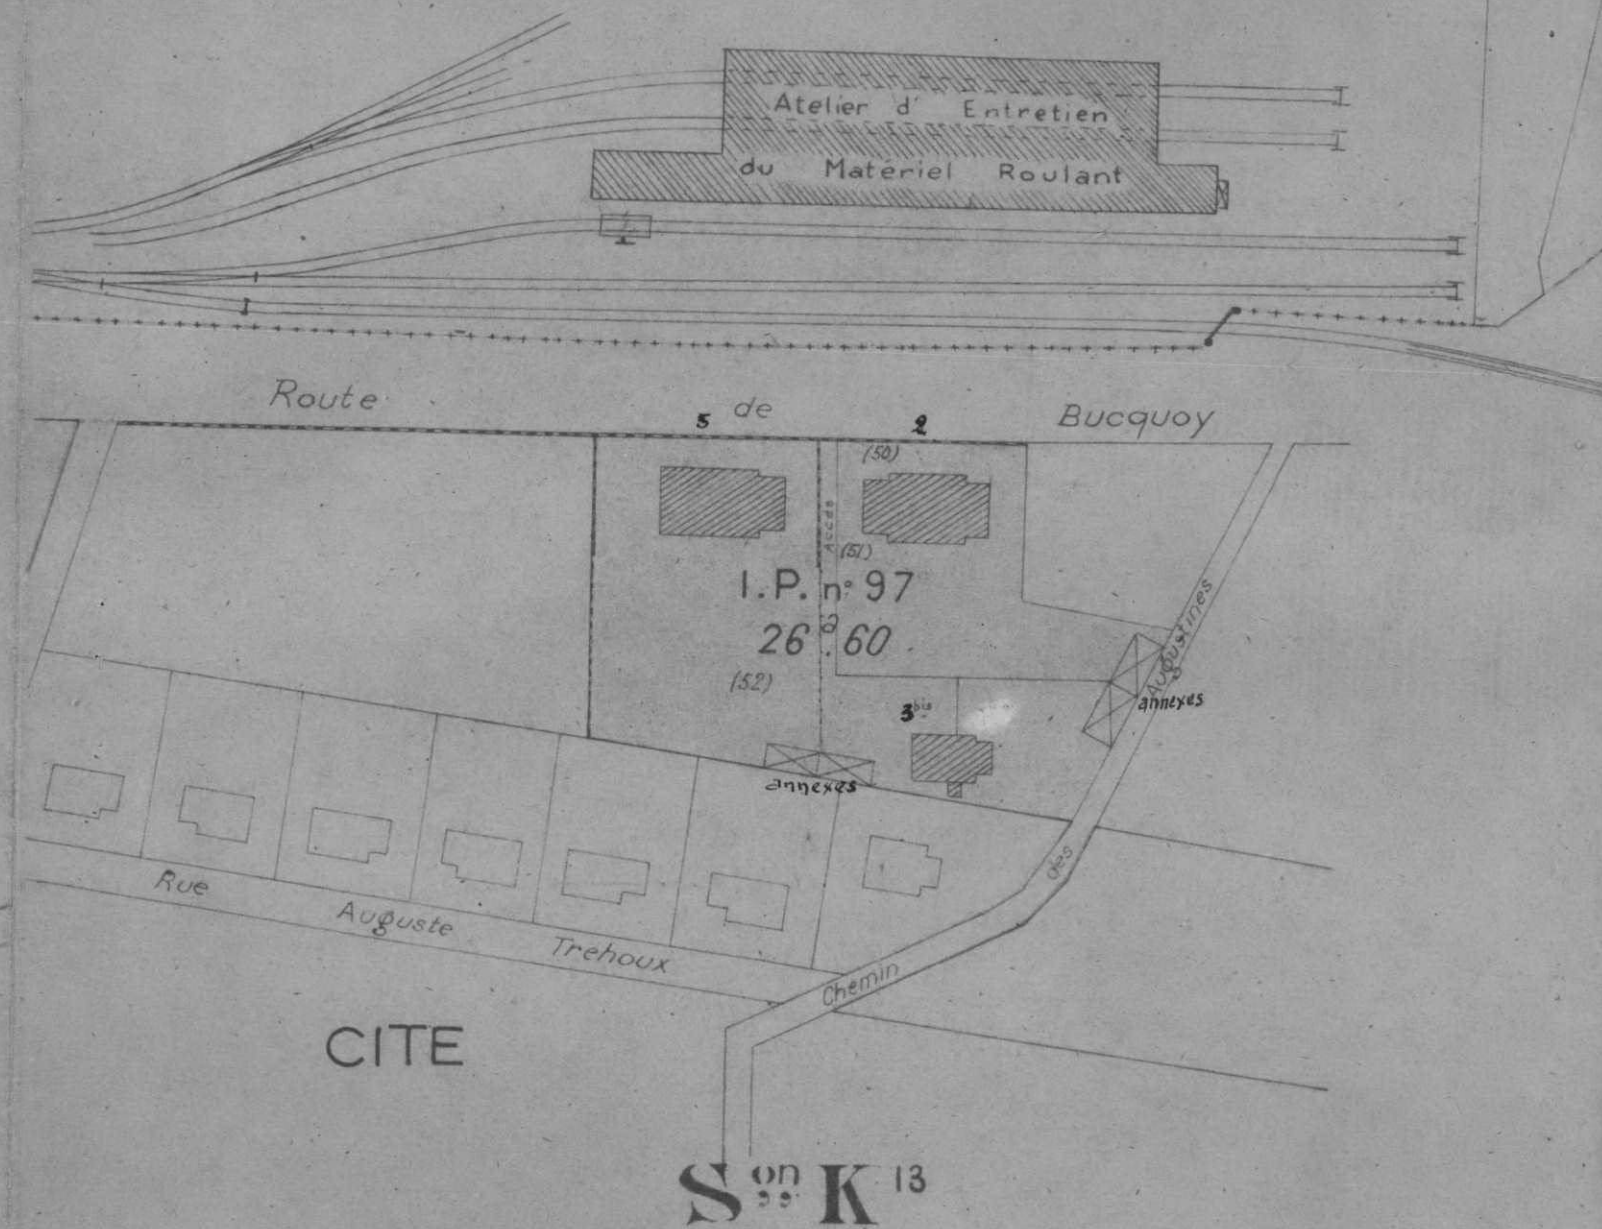 Atelier d' Entretien
du Matériel Roulant
Route de Bucquoy
5
2
(50)
Accès
(51)
I.P. n° 97
26ª.60
(52)
3bis
annexes
annexes
Chemin des Augustines
Rue Auguste Trehoux
CITE
Son K 13